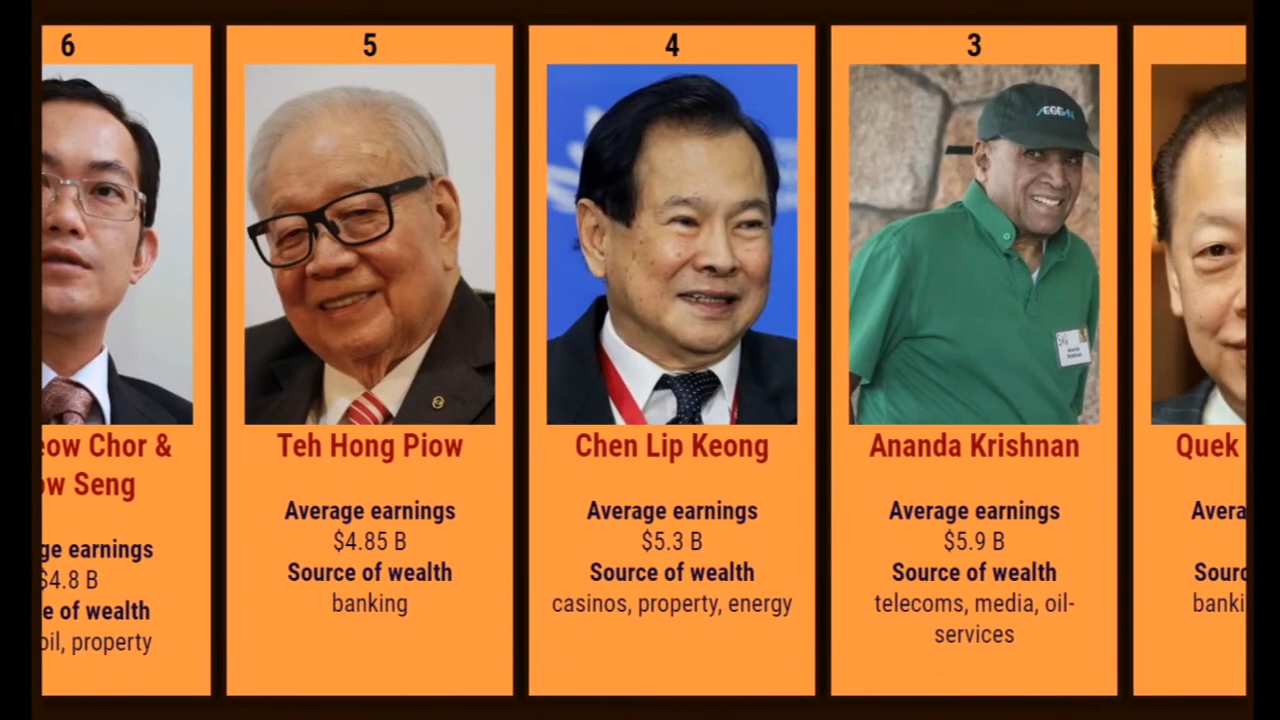 6
eow Chor &
ow Seng
ge earnings
$4.8 B
e of wealth
oil, property
5
Teh Hong Piow
Average earnings
$4.85 B
Source of wealth
banking
4
Chen Lip Keong
Average earnings
$5.3 B
Source of wealth
casinos, property, energy
3
Ananda Krishnan
Average earnings
$5.9 B
Source of wealth
telecoms, media, oil-
services
Quek
Avera
Sourc
banki